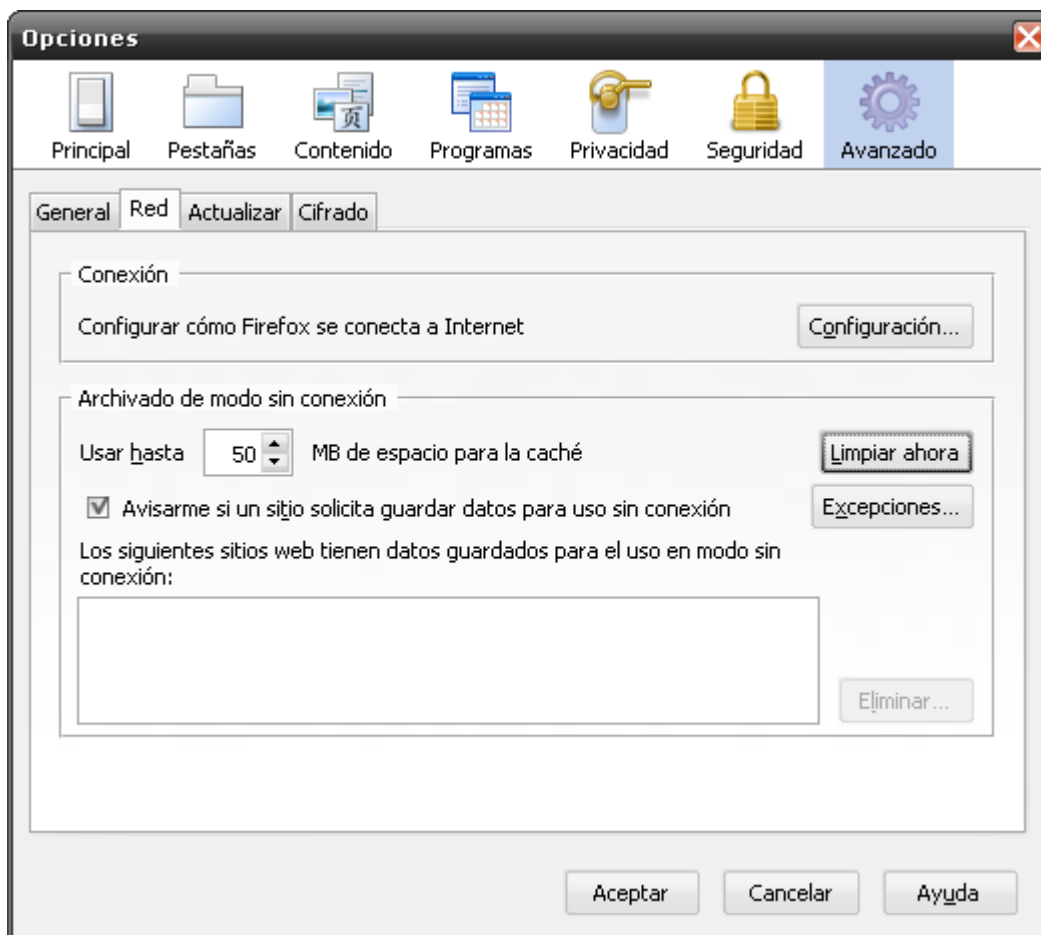 Opciones
页
Principal Pestañas Contenido Programas Privacidad Seguridad Avanzado
General Red Actualizar Cifrado
Conexión
Configurar cómo Firefox se conecta a Internet Configuración...
Archivado de modo sin conexión
Usar hasta 50 MB de espacio para la caché Limpiar ahora
Avisarme si un sitio solicita guardar datos para uso sin conexión Excepciones...
Los siguientes sitios web tienen datos guardados para el uso en modo sin
conexión:
Eliminar...
Aceptar Cancelar Ayuda